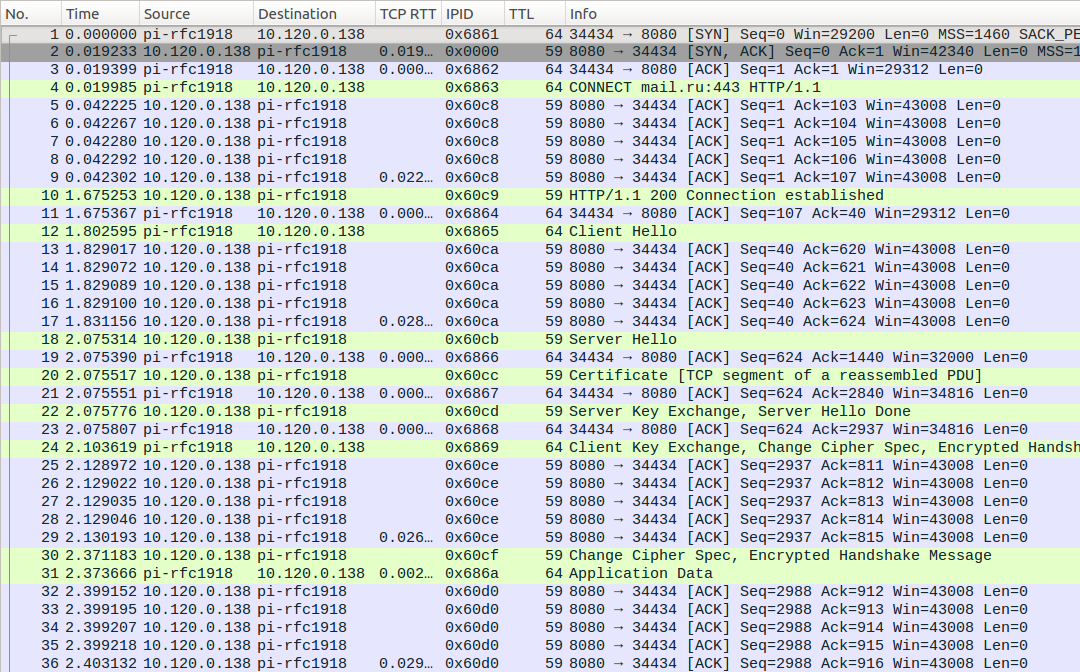 No. Time Source Destination TCP RTT IPID TTL Info
1 0.000000 pi-rfc1918 10.120.0.138 0x6861 64 34434 → 8080 [SYN] Seq=0 Win=29200 Len=0 MSS=1460 SACK_PE
2 0.019233 10.120.0.138 pi-rfc1918 0.019… 0x0000 59 8080 → 34434 [SYN, ACK] Seq=0 Ack=1 Win=42340 Len=0 MSS=1
3 0.019399 pi-rfc1918 10.120.0.138 0.000… 0x6862 64 34434 → 8080 [ACK] Seq=1 Ack=1 Win=29312 Len=0
4 0.019985 pi-rfc1918 10.120.0.138 0x6863 64 CONNECT mail.ru:443 HTTP/1.1
5 0.042225 10.120.0.138 pi-rfc1918 0x60c8 59 8080 → 34434 [ACK] Seq=1 Ack=103 Win=43008 Len=0
6 0.042267 10.120.0.138 pi-rfc1918 0x60c8 59 8080 → 34434 [ACK] Seq=1 Ack=104 Win=43008 Len=0
7 0.042280 10.120.0.138 pi-rfc1918 0x60c8 59 8080 → 34434 [ACK] Seq=1 Ack=105 Win=43008 Len=0
8 0.042292 10.120.0.138 pi-rfc1918 0x60c8 59 8080 → 34434 [ACK] Seq=1 Ack=106 Win=43008 Len=0
9 0.042302 10.120.0.138 pi-rfc1918 0.022… 0x60c8 59 8080 → 34434 [ACK] Seq=1 Ack=107 Win=43008 Len=0
10 1.675253 10.120.0.138 pi-rfc1918 0x60c9 59 HTTP/1.1 200 Connection established
11 1.675367 pi-rfc1918 10.120.0.138 0.000… 0x6864 64 34434 → 8080 [ACK] Seq=107 Ack=40 Win=29312 Len=0
12 1.802595 pi-rfc1918 10.120.0.138 0x6865 64 Client Hello
13 1.829017 10.120.0.138 pi-rfc1918 0x60ca 59 8080 → 34434 [ACK] Seq=40 Ack=620 Win=43008 Len=0
14 1.829072 10.120.0.138 pi-rfc1918 0x60ca 59 8080 → 34434 [ACK] Seq=40 Ack=621 Win=43008 Len=0
15 1.829089 10.120.0.138 pi-rfc1918 0x60ca 59 8080 → 34434 [ACK] Seq=40 Ack=622 Win=43008 Len=0
16 1.829100 10.120.0.138 pi-rfc1918 0x60ca 59 8080 → 34434 [ACK] Seq=40 Ack=623 Win=43008 Len=0
17 1.831156 10.120.0.138 pi-rfc1918 0.028… 0x60ca 59 8080 → 34434 [ACK] Seq=40 Ack=624 Win=43008 Len=0
18 2.075314 10.120.0.138 pi-rfc1918 0x60cb 59 Server Hello
19 2.075390 pi-rfc1918 10.120.0.138 0.000… 0x6866 64 34434 → 8080 [ACK] Seq=624 Ack=1440 Win=32000 Len=0
20 2.075517 10.120.0.138 pi-rfc1918 0x60cc 59 Certificate [TCP segment of a reassembled PDU]
21 2.075551 pi-rfc1918 10.120.0.138 0.000… 0x6867 64 34434 → 8080 [ACK] Seq=624 Ack=2840 Win=34816 Len=0
22 2.075776 10.120.0.138 pi-rfc1918 0x60cd 59 Server Key Exchange, Server Hello Done
23 2.075807 pi-rfc1918 10.120.0.138 0.000… 0x6868 64 34434 → 8080 [ACK] Seq=624 Ack=2937 Win=34816 Len=0
24 2.103619 pi-rfc1918 10.120.0.138 0x6869 64 Client Key Exchange, Change Cipher Spec, Encrypted Handsh
25 2.128972 10.120.0.138 pi-rfc1918 0x60ce 59 8080 → 34434 [ACK] Seq=2937 Ack=811 Win=43008 Len=0
26 2.129022 10.120.0.138 pi-rfc1918 0x60ce 59 8080 → 34434 [ACK] Seq=2937 Ack=812 Win=43008 Len=0
27 2.129035 10.120.0.138 pi-rfc1918 0x60ce 59 8080 → 34434 [ACK] Seq=2937 Ack=813 Win=43008 Len=0
28 2.129046 10.120.0.138 pi-rfc1918 0x60ce 59 8080 → 34434 [ACK] Seq=2937 Ack=814 Win=43008 Len=0
29 2.130193 10.120.0.138 pi-rfc1918 0.026… 0x60ce 59 8080 → 34434 [ACK] Seq=2937 Ack=815 Win=43008 Len=0
30 2.371183 10.120.0.138 pi-rfc1918 0x60cf 59 Change Cipher Spec, Encrypted Handshake Message
31 2.373666 pi-rfc1918 10.120.0.138 0.002… 0x686a 64 Application Data
32 2.399152 10.120.0.138 pi-rfc1918 0x60d0 59 8080 → 34434 [ACK] Seq=2988 Ack=912 Win=43008 Len=0
33 2.399195 10.120.0.138 pi-rfc1918 0x60d0 59 8080 → 34434 [ACK] Seq=2988 Ack=913 Win=43008 Len=0
34 2.399207 10.120.0.138 pi-rfc1918 0x60d0 59 8080 → 34434 [ACK] Seq=2988 Ack=914 Win=43008 Len=0
35 2.399218 10.120.0.138 pi-rfc1918 0x60d0 59 8080 → 34434 [ACK] Seq=2988 Ack=915 Win=43008 Len=0
36 2.403132 10.120.0.138 pi-rfc1918 0.029… 0x60d0 59 8080 → 34434 [ACK] Seq=2988 Ack=916 Win=43008 Len=0